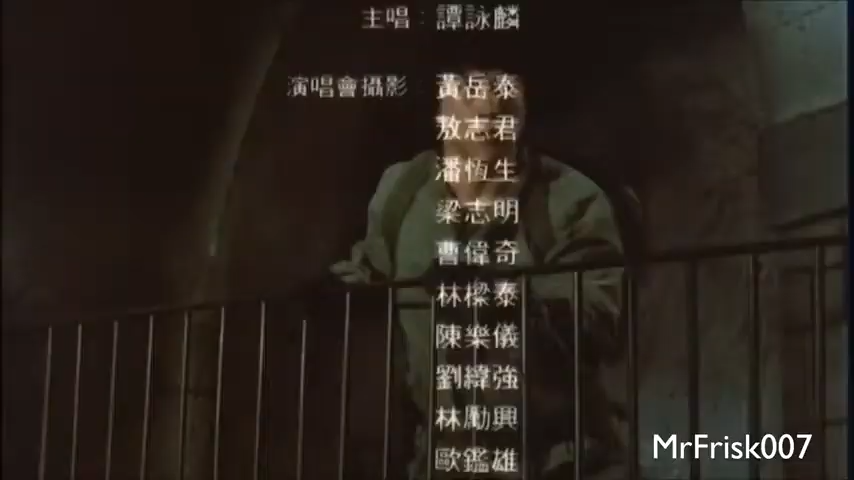 主唱：譚詠麟
演唱會攝影：黃岳泰
敖志君
潘恆生
梁志明
曹偉奇
林樑泰
陳樂儀
劉緯強
林勵興
歐鑑雄
MrFrisk007